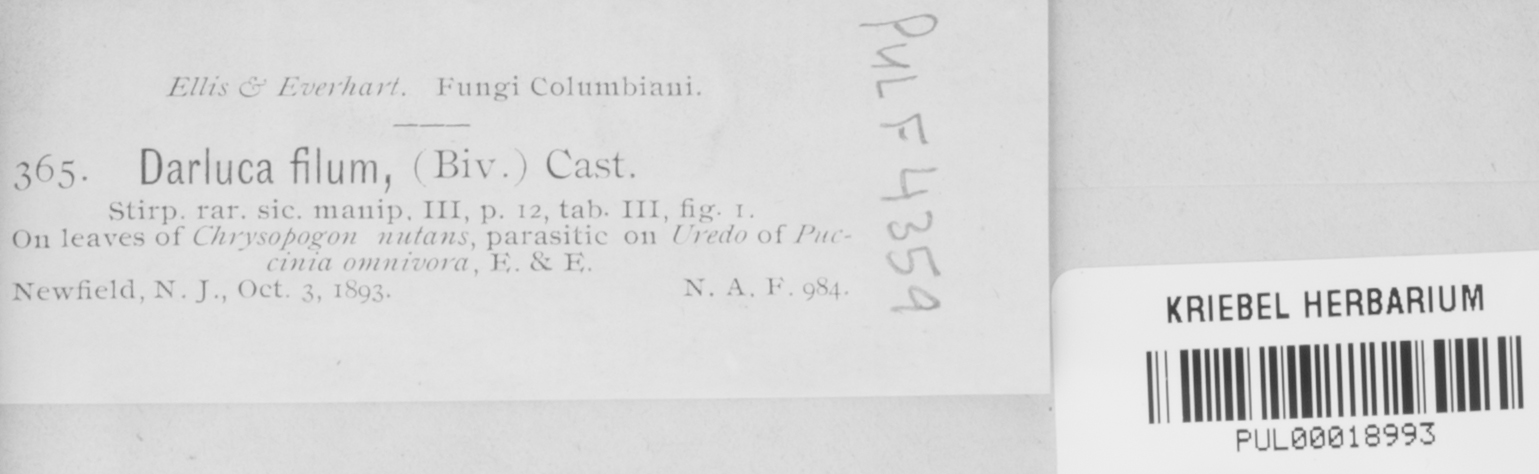 Ellis & Everhart. Fungi Columbiani.
365. Darluca filum, (Biv.) Cast.
Stirp. rar. sic. manip. III, p. 12, tab. III, fig. 1.
On leaves of Chrysopogon nutans, parasitic on Uredo of Puc-
cinia omnivora, E. & E.
Newfield, N. J., Oct. 3, 1893. N. A. F. 984.
PUL F4359
KRIEBEL HERBARIUM
PUL00018993